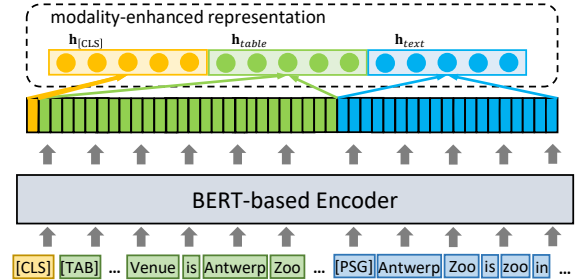 modality-enhanced representation
h[CLS] htable htext
BERT-based Encoder
[CLS] [TAB] ... Venue is Antwerp Zoo ... [PSG] Antwerp Zoo is zoo in ...